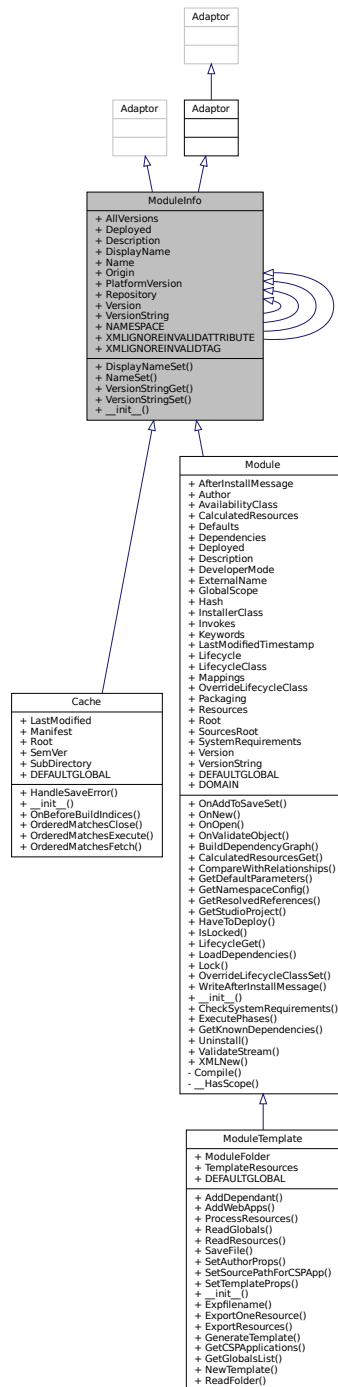 Adaptor
Adaptor
Adaptor
ModuleInfo
+ AllVersions
+ Deployed
+ Description
+ DisplayName
+ Name
+ Origin
+ PlatformVersion
+ Repository
+ Version
+ VersionString
+ NAMESPACE
+ XMLIGNOREINVALIDATTRIBUTE
+ XMLIGNOREINVALIDTAG
+ DisplayNameSet()
+ NameSet()
+ VersionStringGet()
+ VersionStringSet()
+ __init__()
Module
+ AfterInstallMessage
+ Author
+ AvailabilityClass
+ CalculatedResources
+ Defaults
+ Dependencies
+ Deployed
+ Description
+ DeveloperMode
+ ExternalName
+ GlobalScope
+ Hash
+ InstallerClass
+ Invokes
+ Keywords
+ LastModifiedTimestamp
+ Lifecycle
+ LifecycleClass
+ Mappings
+ OverrideLifecycleClass
+ Packaging
+ Resources
+ Root
+ SourcesRoot
+ SystemRequirements
+ Version
+ VersionString
+ DEFAULTGLOBAL
+ DOMAIN
+ OnAddToSaveSet()
+ OnNew()
+ OnOpen()
+ OnValidateObject()
+ BuildDependencyGraph()
+ CalculatedResourcesGet()
+ CompareWithRelationships()
+ GetDefaultParameters()
+ GetNamespaceConfig()
+ GetResolvedReferences()
+ GetStudioProject()
+ HaveToDeploy()
+ IsLocked()
+ LifecycleGet()
+ LoadDependencies()
+ Lock()
+ OverrideLifecycleClassSet()
+ WriteAfterInstallMessage()
+ __init__()
+ CheckSystemRequirements()
+ ExecutePhases()
+ GetKnownDependencies()
+ Uninstall()
+ ValidateStream()
+ XMLNew()
- Compile()
- __HasScope()
Cache
+ LastModified
+ Manifest
+ Root
+ SemVer
+ SubDirectory
+ DEFAULTGLOBAL
+ HandleSaveError()
+ __init__()
+ OnBeforeBuildIndices()
+ OrderedMatchesClose()
+ OrderedMatchesExecute()
+ OrderedMatchesFetch()
ModuleTemplate
+ ModuleFolder
+ TemplateResources
+ DEFAULTGLOBAL
+ AddDependant()
+ AddWebApps()
+ ProcessResources()
+ ReadGlobals()
+ ReadResources()
+ SaveFile()
+ SetAuthorProps()
+ SetSourcePathForCSPApp()
+ SetTemplateProps()
+ __init__()
+ Expfilename()
+ ExportOneResource()
+ ExportResources()
+ GenerateTemplate()
+ GetCSPApplications()
+ GetGlobalsList()
+ NewTemplate()
+ ReadFolder()